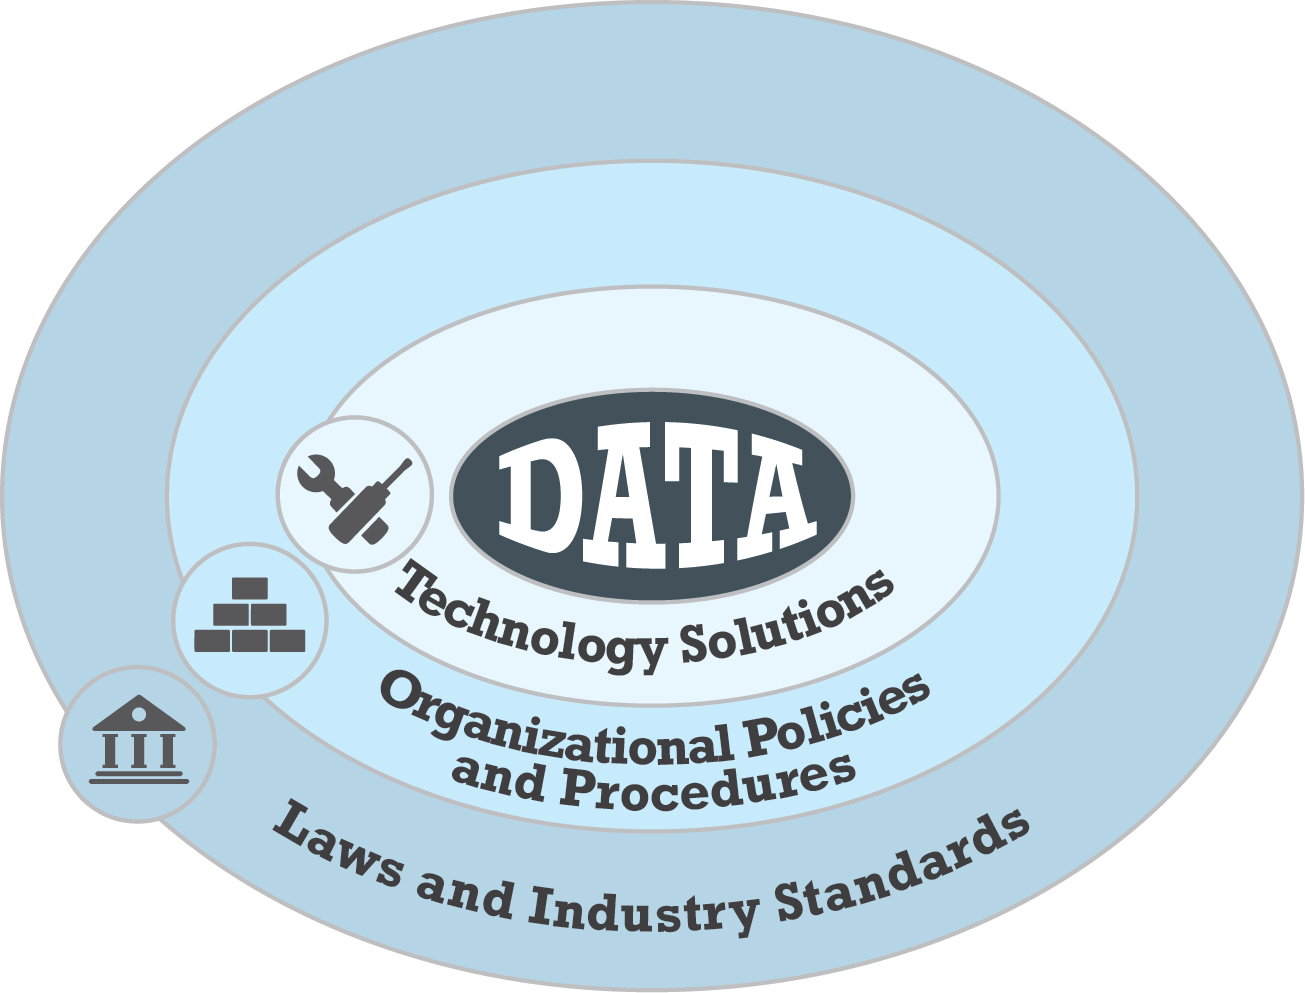 DATA
Technology Solutions
Organizational Policies
and Procedures
Laws and Industry Standards